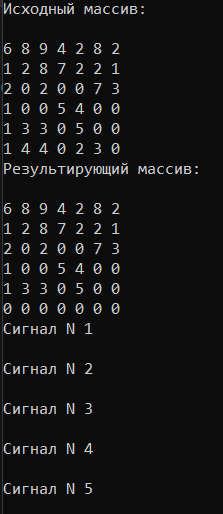 Исходный массив:
6 8 9 4 2 8 2
1 2 8 7 2 2 1
2 0 2 0 0 7 3
1 0 0 5 4 0 0
1 3 3 0 5 0 0
1 4 4 0 2 3 0
Результирующий массив:
6 8 9 4 2 8 2
1 2 8 7 2 2 1
2 0 2 0 0 7 3
1 0 0 5 4 0 0
1 3 3 0 5 0 0
0 0 0 0 0 0 0
Сигнал N 1
Сигнал N 2
Сигнал N 3
Сигнал N 4
Сигнал N 5